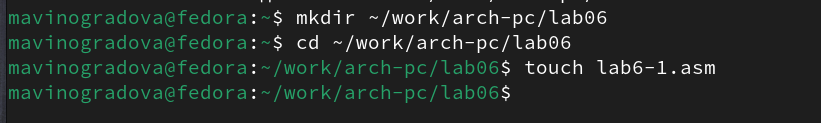 mavinogradova@fedora:~$ mkdir ~/work/arch-pc/lab06
mavinogradova@fedora:~$ cd ~/work/arch-pc/lab06
mavinogradova@fedora:~/work/arch-pc/lab06$ touch lab6-1.asm
mavinogradova@fedora:~/work/arch-pc/lab06$